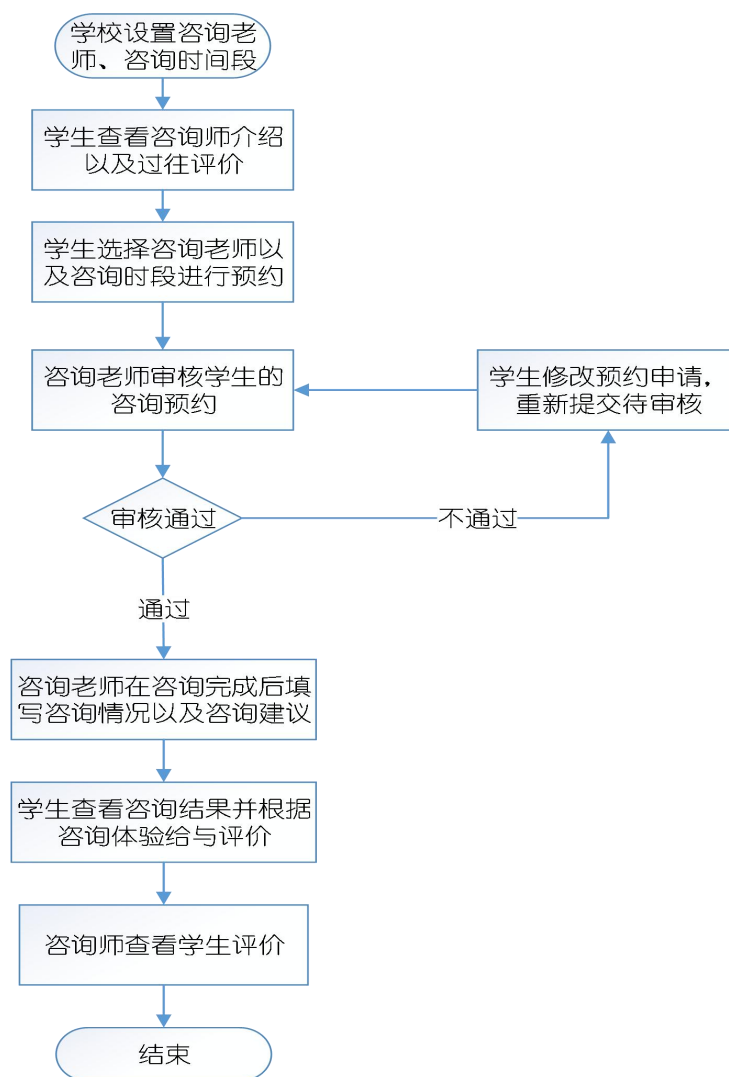 学校设置咨询老
师、咨询时间段
学生查看咨询师介绍
以及过往评价
学生选择咨询老师以
及咨询时段进行预约
咨询老师审核学生的
咨询预约
学生修改预约申请，
重新提交待审核
审核通过
不通过
通过
咨询老师在咨询完成后填
写咨询情况以及咨询建议
学生查看咨询结果并根据
咨询体验给与评价
咨询师查看学生评价
结束